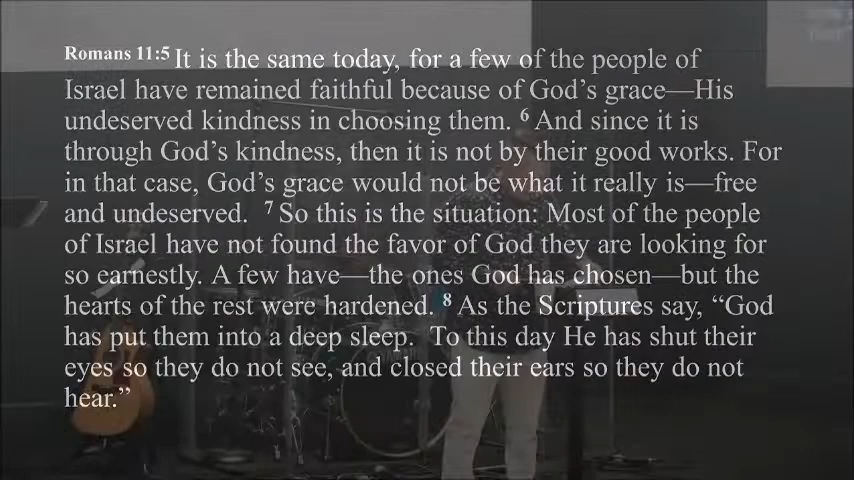 Romans 11:5 It is the same today, for a few of the people of
Israel have remained faithful because of God’s grace—His
undeserved kindness in choosing them. 6 And since it is
through God’s kindness, then it is not by their good works. For
in that case, God’s grace would not be what it really is—free
and undeserved. 7 So this is the situation: Most of the people
of Israel have not found the favor of God they are looking for
so earnestly. A few have—the ones God has chosen—but the
hearts of the rest were hardened. 8 As the Scriptures say, “God
has put them into a deep sleep. To this day He has shut their
eyes so they do not see, and closed their ears so they do not
hear.”